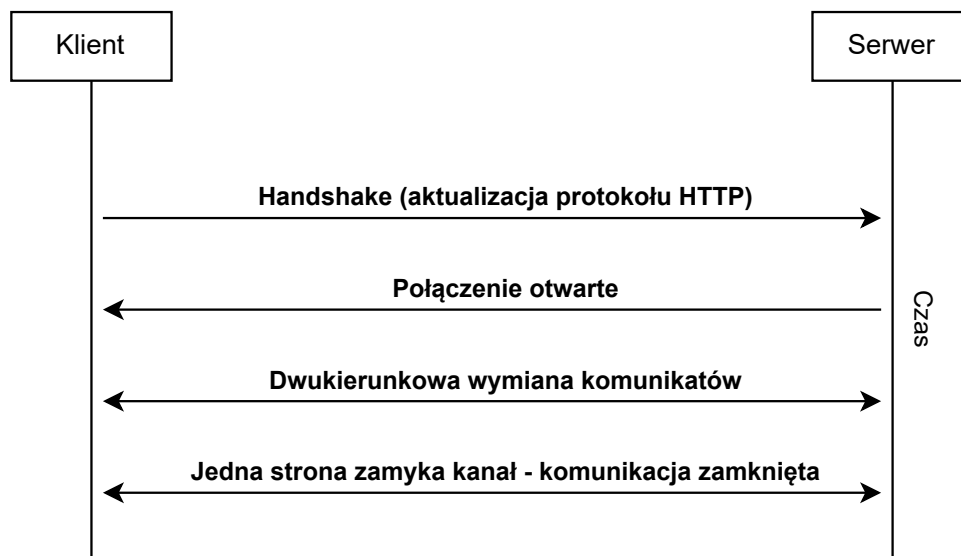 Klient
Serwer
Handshake (aktualizacja protokołu HTTP)
Połączenie otwarte
Czas
Dwukierunkowa wymiana komunikatów
Jedna strona zamyka kanał - komunikacja zamknięta